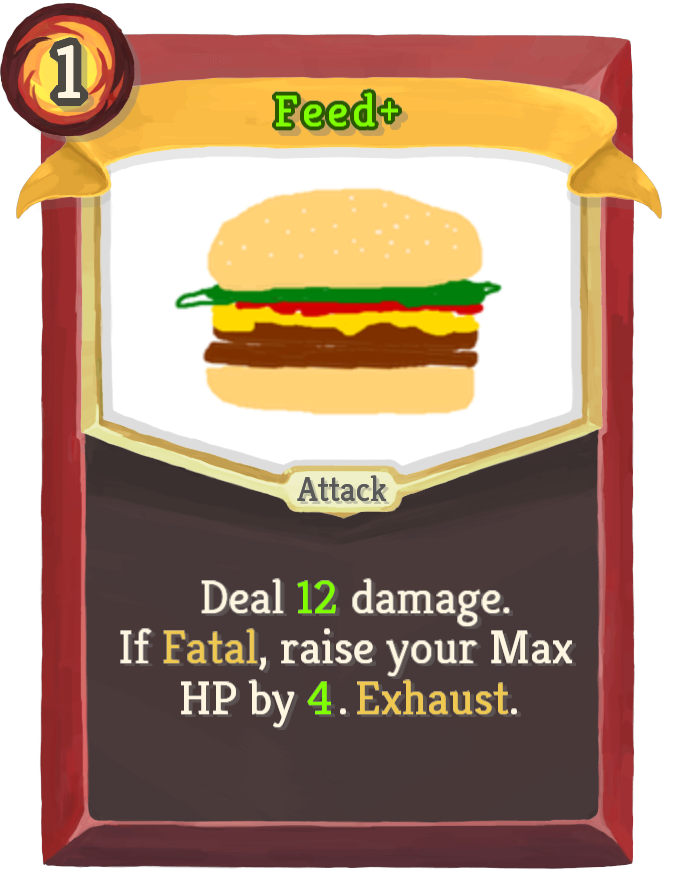 1
Feed+
Attack
Deal 12 damage.
If Fatal, raise your Max
HP by 4. Exhaust.